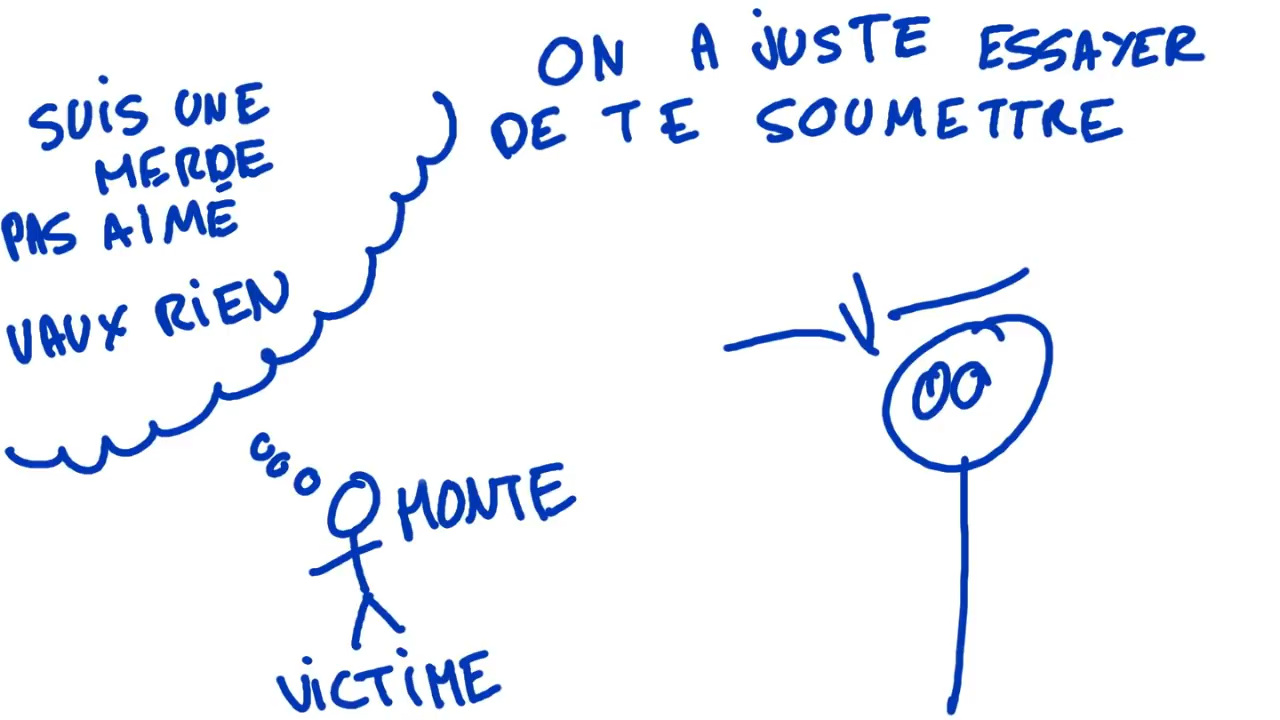 ON A JUSTE ESSAYER
DE TE SOUMETTRE
SUIS UNE
MERDE
PAS AIMÉ
VAUX RIEN
MONTE
VICTIME